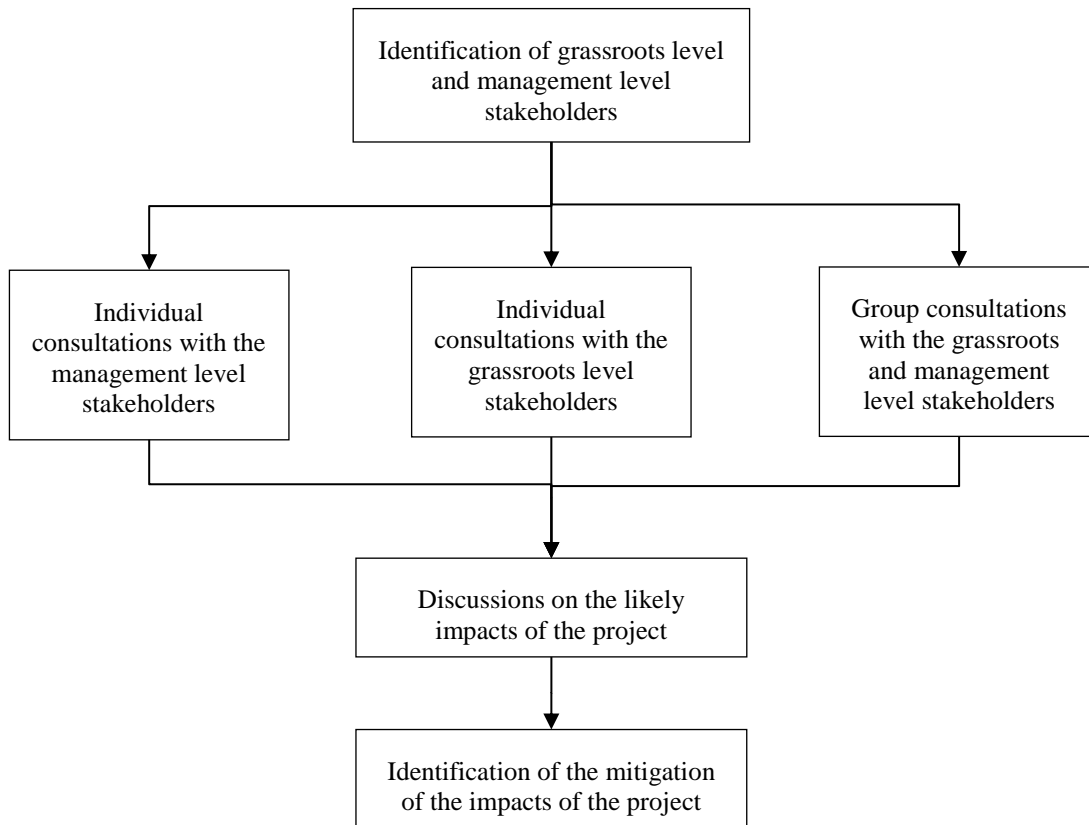 Identification of grassroots level
and management level
stakeholders
Individual
consultations with the
management level
stakeholders
Individual
consultations with the
grassroots level
stakeholders
Group consultations
with the grassroots
and management
level stakeholders
Discussions on the likely
impacts of the project
Identification of the mitigation
of the impacts of the project